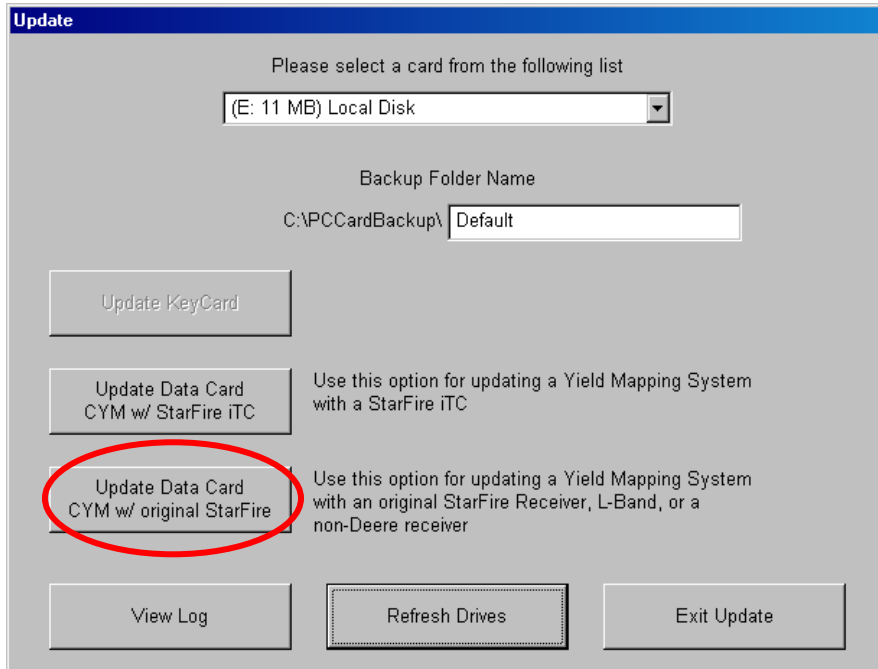 Update
Please select a card from the following list
(E: 11 MB) Local Disk
Backup Folder Name
C:\PCCardBackup\ Default
Update KeyCard
Update Data Card
CYM w/ StarFire iTC
Use this option for updating a Yield Mapping System
with a StarFire iTC
Update Data Card
CYM w/ original StarFire
Use this option for updating a Yield Mapping System
with an original StarFire Receiver, L-Band, or a
non-Deere receiver
View Log
Refresh Drives
Exit Update